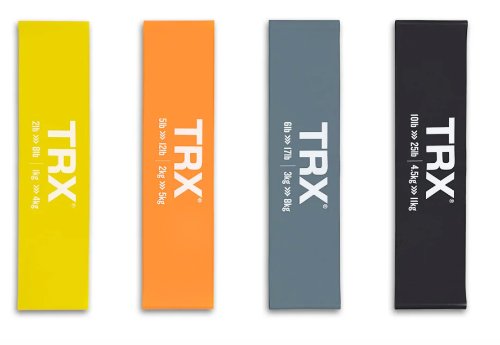 TRX®
2lb >>> 8lb | 1kg >>> 4kg
TRX®
5lb >>> 12lb | 2kg >>> 5kg
TRX®
6lb >>> 17lb | 3kg >>> 8kg
TRX®
10lb >>> 25lb | 4.5kg >>> 11kg